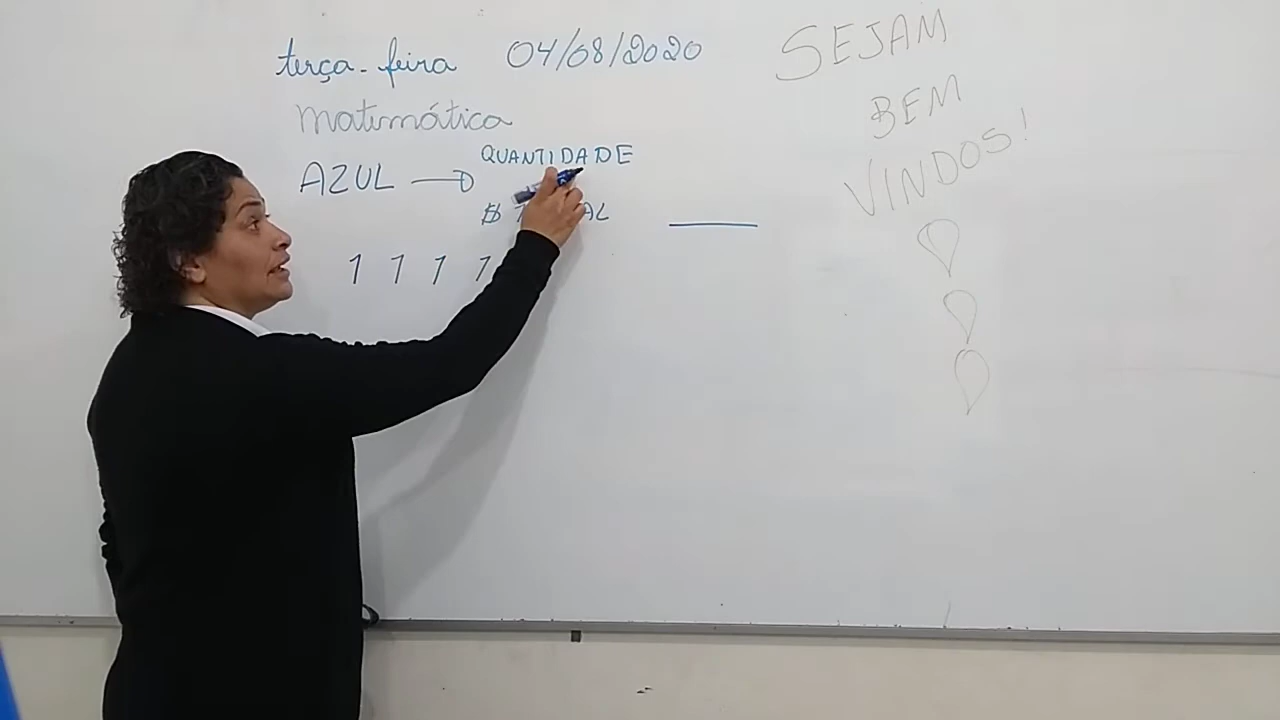 terça-feira 04/08/2020
matemática
AZUL → QUANTIDADE
1 1 1 1
SEJAM
BEM
VINDOS!